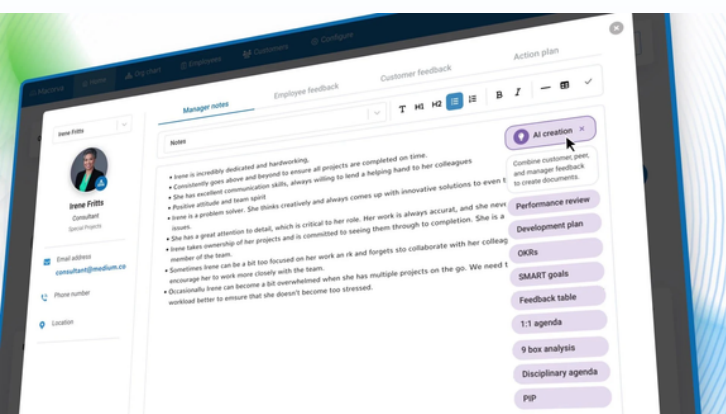 Macorva
Home
Org chart
Employees
Customers
Configure
Manager notes
Employee feedback
Customer feedback
Action plan
Irene Fritts
Notes
T H1 H2 B I
Irene Fritts
Consultant
Special Projects
Email address
consultant@medium.co
Phone number
Location
• Irene is incredibly dedicated and hardworking,
• Consistently goes above and beyond to ensure all projects are completed on time.
• She has excellent communication skills, always willing to lend a helping hand to her colleagues
• Positive attitude and team spirit
• Irene is a problem solver. She thinks creatively and always comes up with innovative solutions to even t
issues.
• She has a great attention to detail, which is critical to her role. Her work is always accurat, and she neve
• Irene takes ownership of her projects and is committed to seeing them through to completion. She is a
member of the team.
• Sometimes Irene can be a bit too focused on her work an rk and forgets sto collaborate with her colleag
encourage her to work more closely with the team.
• Occasionallu Irene can become a bit overwhelmed when she has multiple projects on the go. We need t
workload better to ensure that she doesn't become too stressed.
AI creation ×
Combine customer, peer,
and manager feedback
to create documents.
Performance review
Development plan
OKRs
SMART goals
Feedback table
1:1 agenda
9 box analysis
Disciplinary agenda
PIP